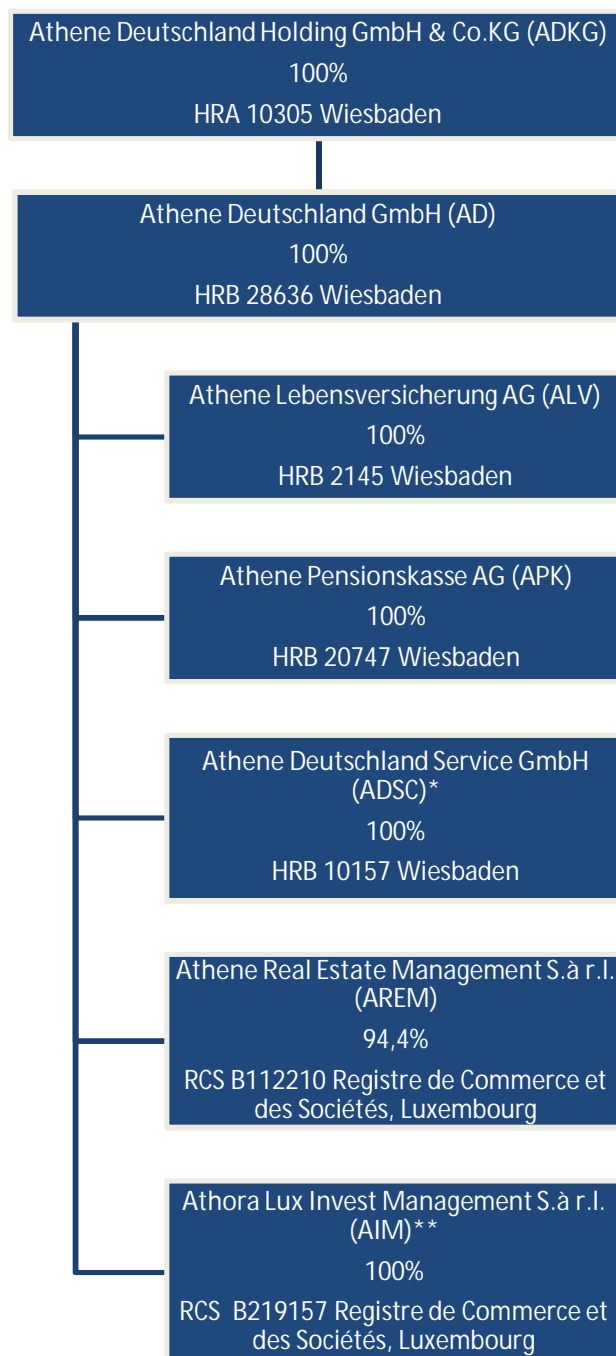 Athene Deutschland Holding GmbH & Co.KG (ADKG)
100%
HRA 10305 Wiesbaden
Athene Deutschland GmbH (AD)
100%
HRB 28636 Wiesbaden
Athene Lebensversicherung AG (ALV)
100%
HRB 2145 Wiesbaden
Athene Pensionskasse AG (APK)
100%
HRB 20747 Wiesbaden
Athene Deutschland Service GmbH
(ADSC)*
100%
HRB 10157 Wiesbaden
Athene Real Estate Management S.à r.l.
(AREM)
94,4%
RCS B112210 Registre de Commerce et
des Sociétés, Luxembourg
Athora Lux Invest Management S.à r.l.
(AIM)**
100%
RCS B219157 Registre de Commerce et
des Sociétés, Luxembourg